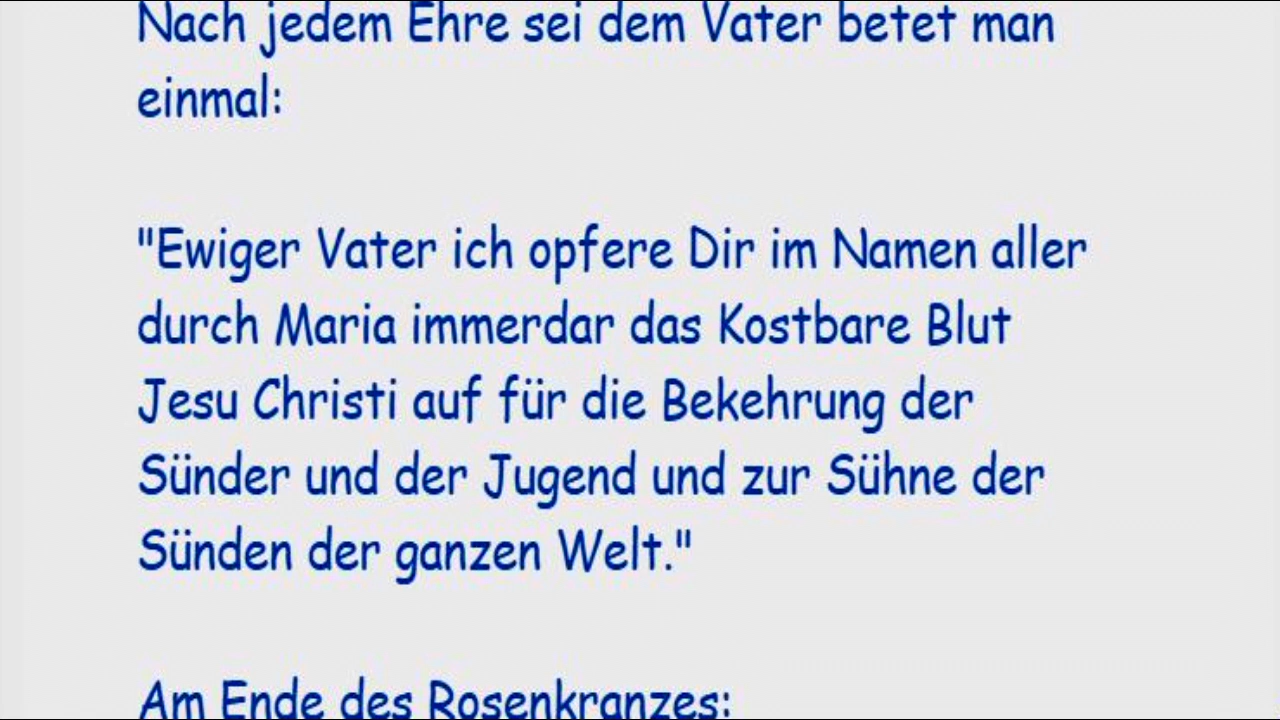 Nach jedem Ehre sei dem Vater betet man
einmal:
"Ewiger Vater ich opfere Dir im Namen aller
durch Maria immerdar das Kostbare Blut
Jesu Christi auf für die Bekehrung der
Sünder und der Jugend und zur Sühne der
Sünden der ganzen Welt."
Am Ende des Rosenkranzes: